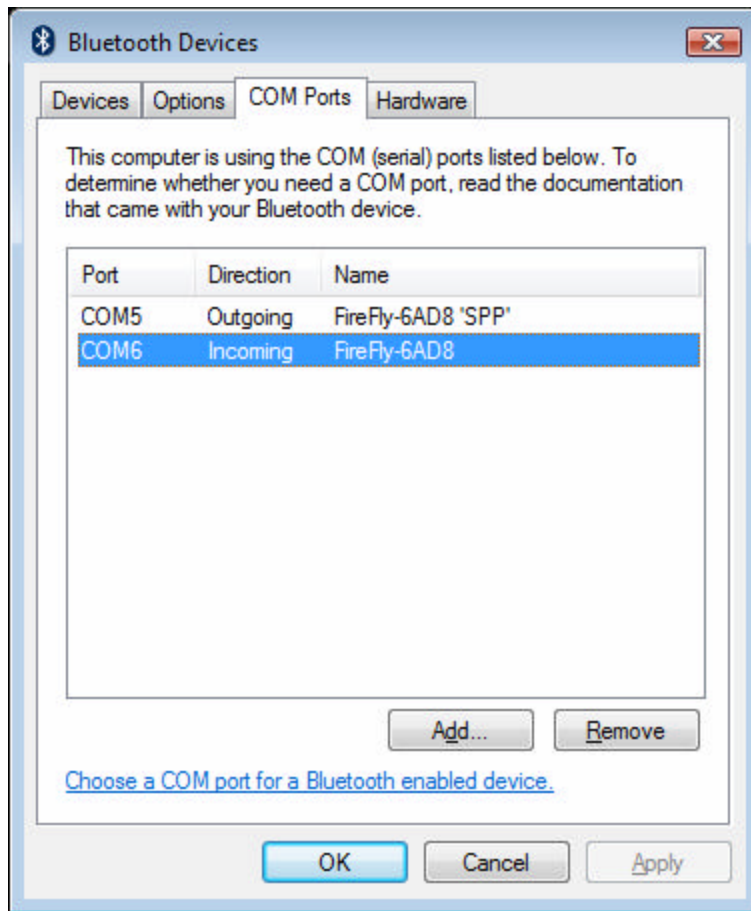 Bluetooth Devices
Devices Options COM Ports Hardware
This computer is using the COM (serial) ports listed below. To
determine whether you need a COM port, read the documentation
that came with your Bluetooth device.
Port Direction Name
COM5 Outgoing FireFly-6AD8 'SPP'
COM6 Incoming FireFly-6AD8
Add... Remove
Choose a COM port for a Bluetooth enabled device.
OK Cancel Apply